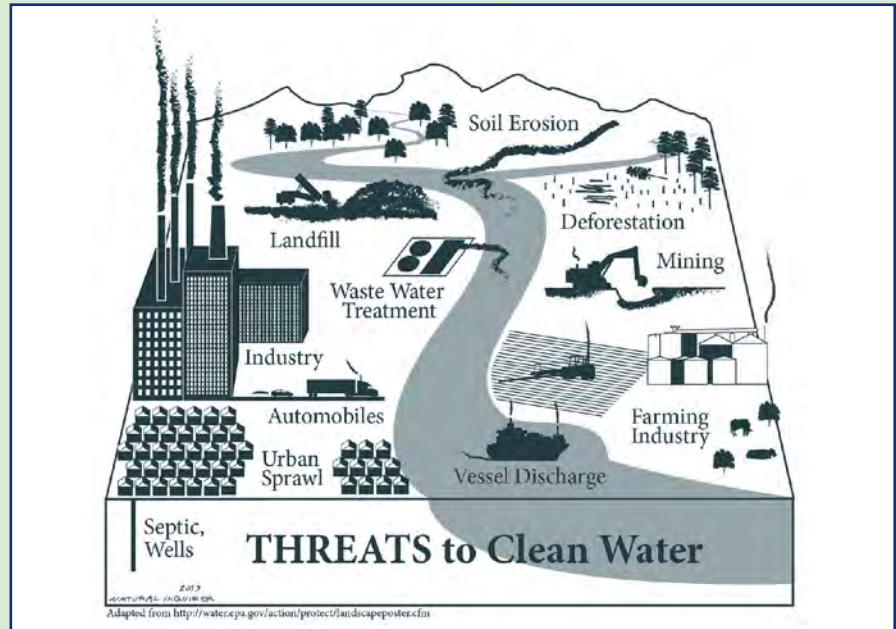 Soil Erosion
Landfill
Deforestation
Mining
Waste Water
Treatment
Industry
Automobiles
Farming
Industry
Urban
Sprawl
Vessel Discharge
Septic,
Wells
THREATS to Clean Water
2013
NATURAL INQUIRER
Adapted from http://water.epa.gov/action/protect/landscapeposter.cfm